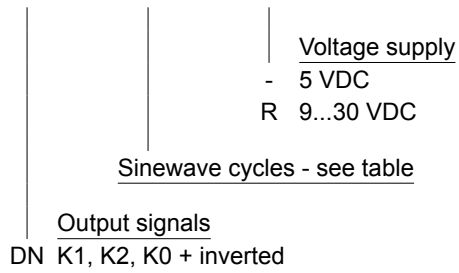 Voltage supply
- 5 VDC
R 9...30 VDC
Sinewave cycles - see table
Output signals
DN K1, K2, K0 + inverted